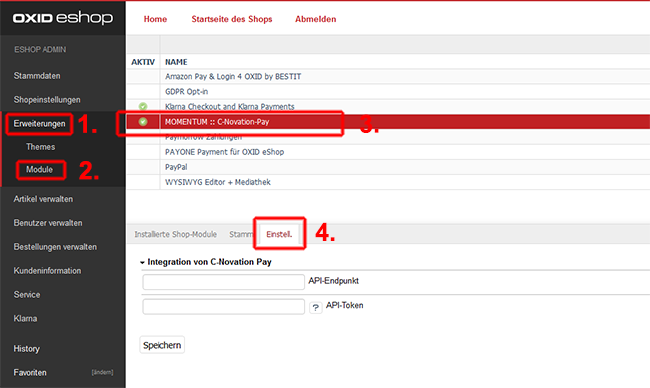 OXID eshop
Home Startseite des Shops Abmelden
ESHOP ADMIN
Stammdaten
Shopeinstellungen
Erweiterungen 1.
Themes
Module 2.
Artikel verwalten
Benutzer verwalten
Bestellungen verwalten
Kundeninformation
Service
Klarna
History
Favoriten [ändern]
AKTIV NAME
Amazon Pay & Login 4 OXID by BESTIT
GDPR Opt-in
Klarna Checkout and Klarna Payments
MOMENTUM :: C-Novation-Pay 3.
Paymorrow Zahlungen
PAYONE Payment für OXID eShop
PayPal
WYSIWYG Editor + Mediathek
Installierte Shop-Module Stamm Einstell. 4.
Integration von C-Novation Pay
API-Endpunkt
? API-Token
Speichern